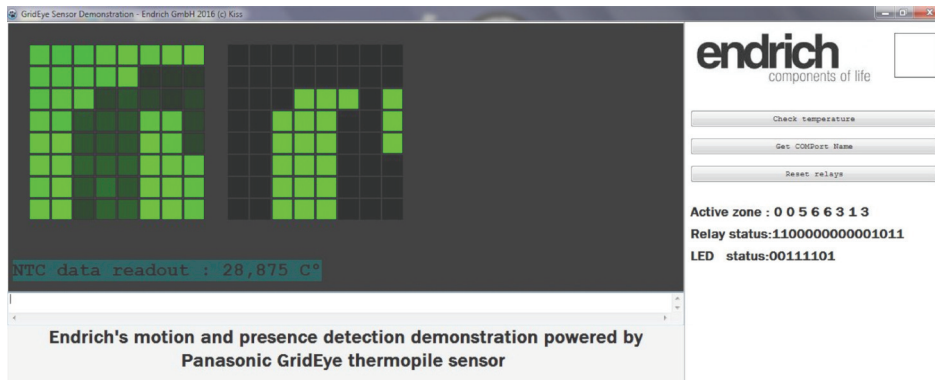 GridEye Sensor Demonstration - Endrich GmbH 2016 (c) Kiss
endrich
components of life
Check temperature
Get COMPort Name
Reset relays
Active zone : 0 0 5 6 6 3 1 3
Relay status:1100000000001011
LED status:00111101
NTC data readout : 28,875 C°
Endrich's motion and presence detection demonstration powered by
Panasonic GridEye thermopile sensor